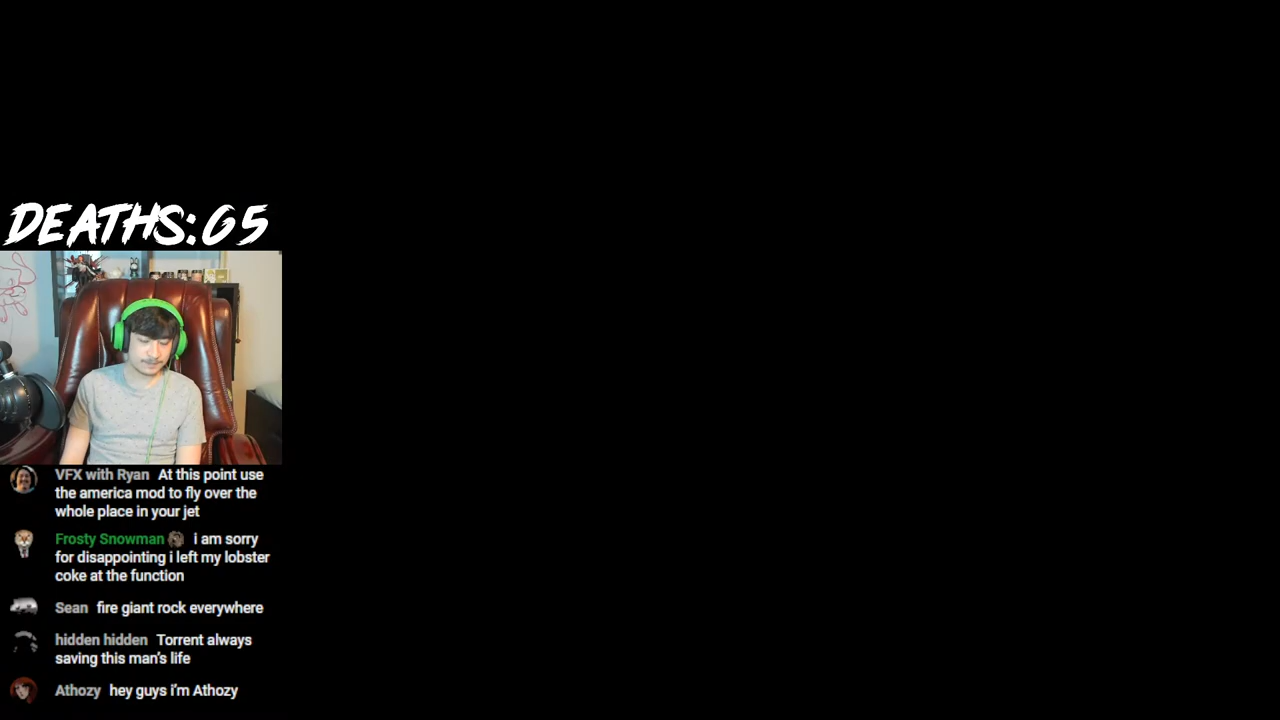 DEATHS:65
VFX with Ryan At this point use
the america mod to fly over the
whole place in your jet
Frosty Snowman i am sorry
for disappointing i left my lobster
coke at the function
Sean fire giant rock everywhere
hidden hidden Torrent always
saving this man's life
Athozy hey guys i'm Athozy